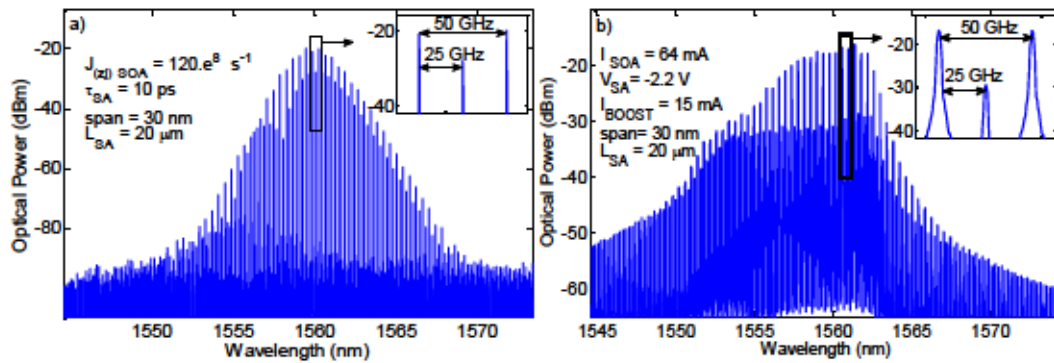 a)
-20
-40
-60
-80
Optical Power (dBm)
J(zj) SOA = 120.e⁸ s⁻¹
τSA = 10 ps
span= 30 nm
LSA = 20 μm
-20
-40
50 GHz
25 GHz
1550
1555
1560
1565
1570
Wavelength (nm)
b)
-20
-30
-40
-50
-60
Optical Power (dBm)
I SOA = 64 mA
VSA = -2.2 V
IBOOST = 15 mA
span= 30 nm
LSA = 20 μm
-20
-30
-40
50 GHz
25 GHz
1545
1550
1555
1560
1565
1570
Wavelength (nm)